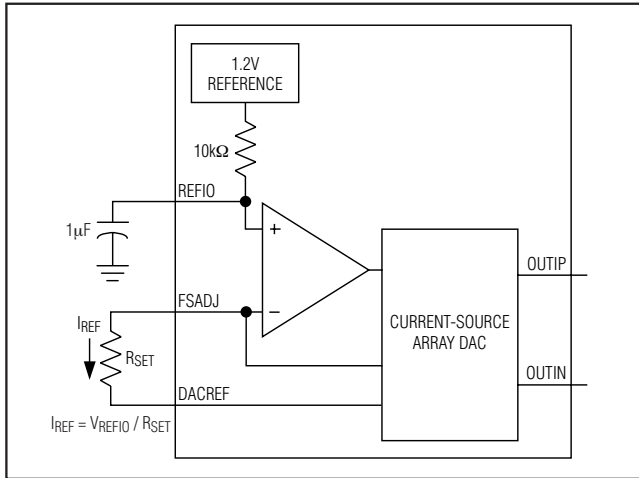 1.2V
REFERENCE
10kΩ
REFIO
1µF
+
FSADJ
−
IREF
RSET
CURRENT-SOURCE
ARRAY DAC
OUTIP
OUTIN
DACREF
IREF = VREFIO / RSET